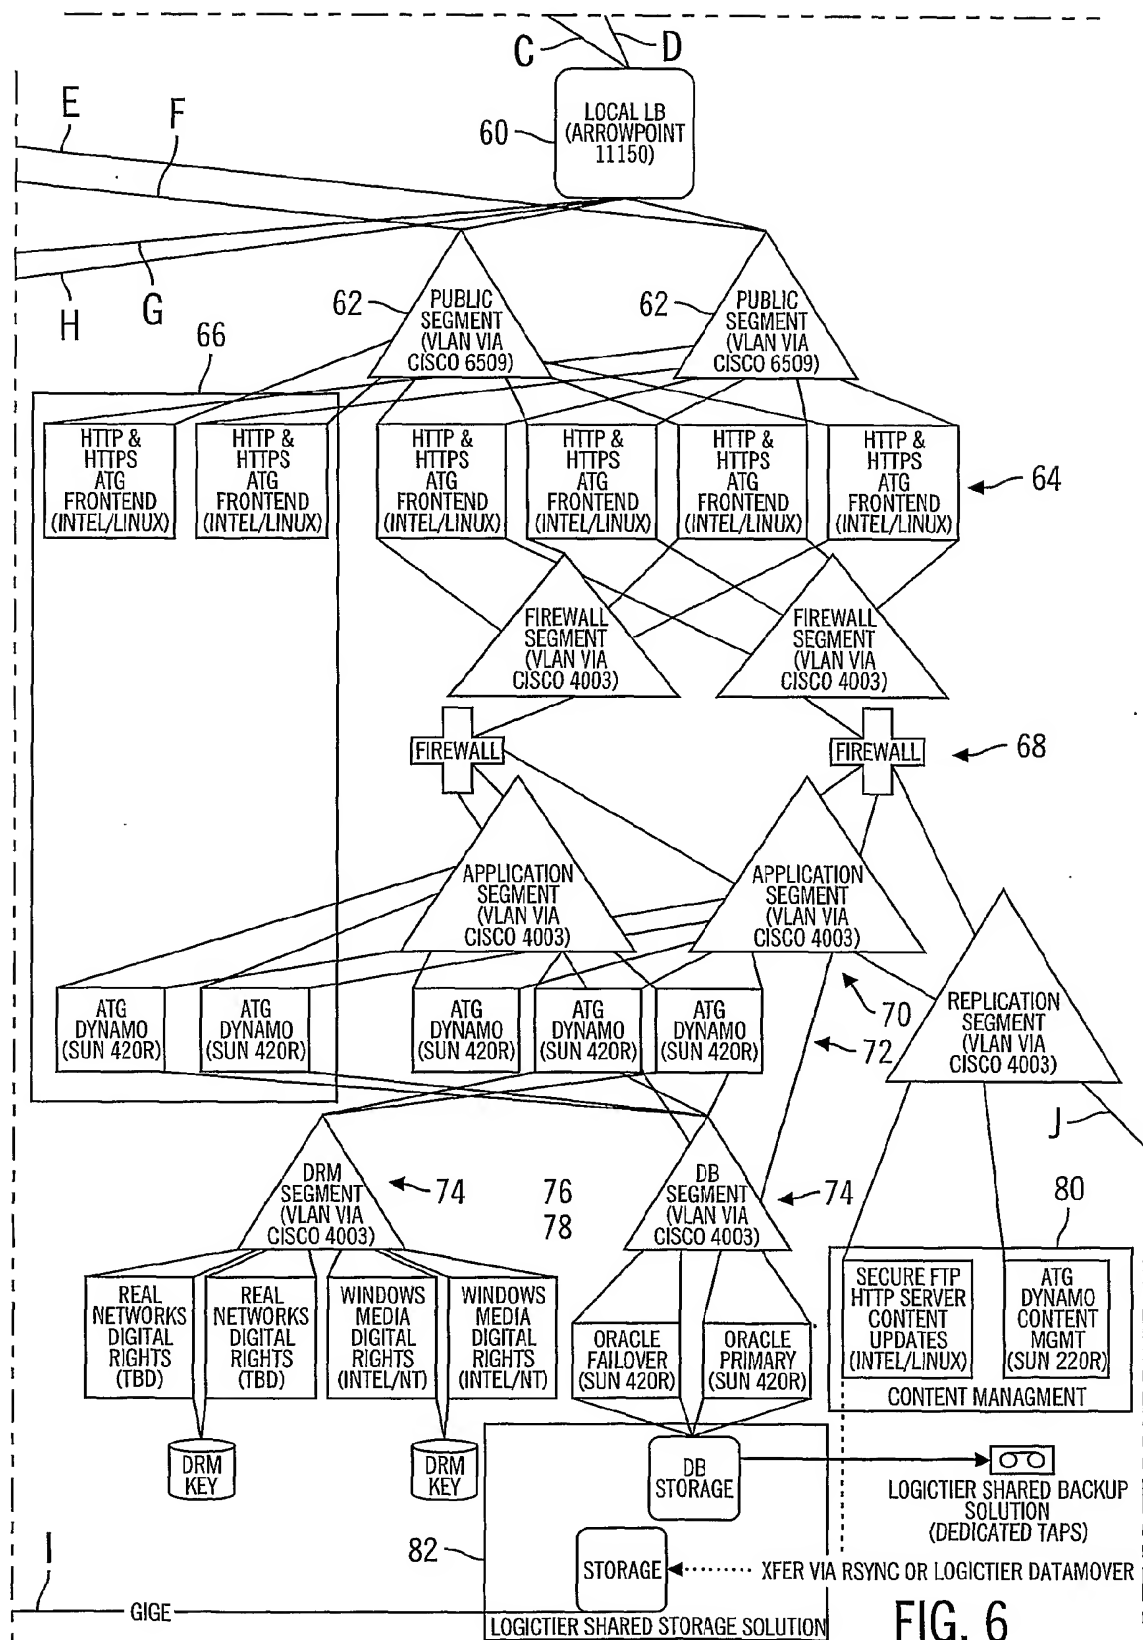 C
D
E
F
LOCAL LB
(ARROWPOINT
11150)
60
G
H
62
PUBLIC
SEGMENT
(VLAN VIA
CISCO 6509)
62
PUBLIC
SEGMENT
(VLAN VIA
CISCO 6509)
66
HTTP &
HTTPS
ATG
FRONTEND
(INTEL/LINUX)
HTTP &
HTTPS
ATG
FRONTEND
(INTEL/LINUX)
HTTP &
HTTPS
ATG
FRONTEND
(INTEL/LINUX)
HTTP &
HTTPS
ATG
FRONTEND
(INTEL/LINUX)
HTTP &
HTTPS
ATG
FRONTEND
(INTEL/LINUX)
HTTP &
HTTPS
ATG
FRONTEND
(INTEL/LINUX)
64
FIREWALL
SEGMENT
(VLAN VIA
CISCO 4003)
FIREWALL
SEGMENT
(VLAN VIA
CISCO 4003)
FIREWALL
FIREWALL
68
APPLICATION
SEGMENT
(VLAN VIA
CISCO 4003)
APPLICATION
SEGMENT
(VLAN VIA
CISCO 4003)
ATG
DYNAMO
(SUN 420R)
ATG
DYNAMO
(SUN 420R)
ATG
DYNAMO
(SUN 420R)
ATG
DYNAMO
(SUN 420R)
ATG
DYNAMO
(SUN 420R)
70
72
REPLICATION
SEGMENT
(VLAN VIA
CISCO 4003)
J
DRM
SEGMENT
(VLAN VIA
CISCO 4003)
74
76
78
DB
SEGMENT
(VLAN VIA
CISCO 4003)
74
80
REAL
NETWORKS
DIGITAL
RIGHTS
(TBD)
REAL
NETWORKS
DIGITAL
RIGHTS
(TBD)
WINDOWS
MEDIA
DIGITAL
RIGHTS
(INTEL/NT)
WINDOWS
MEDIA
DIGITAL
RIGHTS
(INTEL/NT)
ORACLE
FAILOVER
(SUN 420R)
ORACLE
PRIMARY
(SUN 420R)
SECURE FTP
HTTP SERVER
CONTENT
UPDATES
(INTEL/LINUX)
ATG
DYNAMO
CONTENT
MGMT
(SUN 220R)
CONTENT MANAGMENT
DRM
KEY
DRM
KEY
DB
STORAGE
LOGICTIER SHARED BACKUP
SOLUTION
(DEDICATED TAPS)
82
STORAGE
XFER VIA RSYNC OR LOGICTIER DATAMOVER
I
GIGE
LOGICTIER SHARED STORAGE SOLUTION
FIG. 6